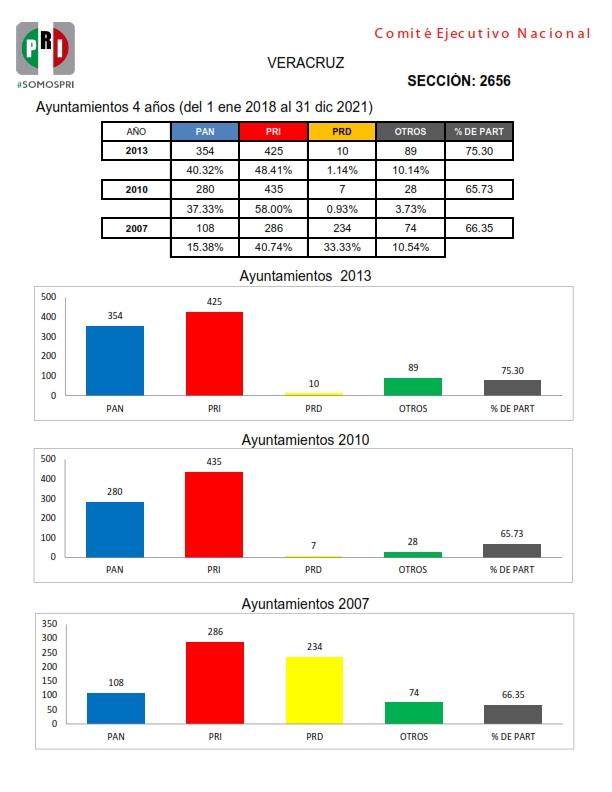 Comité Ejecutivo Nacional
PRI
#SOMOSPRI
VERACRUZ
SECCIÓN: 2656
Ayuntamientos 4 años (del 1 ene 2018 al 31 dic 2021)
AÑO PAN PRI PRD OTROS % DE PART
2013 354 425 10 89 75.30
40.32% 48.41% 1.14% 10.14%
2010 280 435 7 28 65.73
37.33% 58.00% 0.93% 3.73%
2007 108 286 234 74 66.35
15.38% 40.74% 33.33% 10.54%
Ayuntamientos 2013
500
400
300
200
100
0
354 425 10 89 75.30
PAN PRI PRD OTROS % DE PART
Ayuntamientos 2010
500
400
300
200
100
0
280 435 7 28 65.73
PAN PRI PRD OTROS % DE PART
Ayuntamientos 2007
350
300
250
200
150
100
50
0
108 286 234 74 66.35
PAN PRI PRD OTROS % DE PART